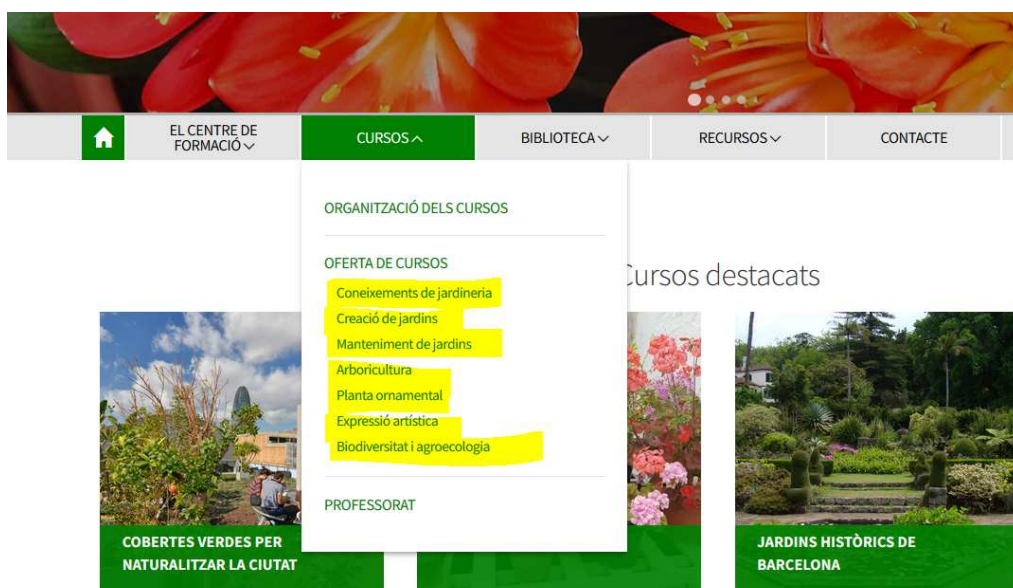 EL CENTRE DE
FORMACIÓ
CURSOS
BIBLIOTECA
RECURSOS
CONTACTE
ORGANITZACIÓ DELS CURSOS
OFERTA DE CURSOS
Coneixements de jardineria
Creació de jardins
Manteniment de jardins
Arboricultura
Planta ornamental
Expressió artística
Biodiversitat i agroecologia
PROFESSORAT
Cursos destacats
COBERTES VERDES PER
NATURALITZAR LA CIUTAT
JARDINS HISTÒRICS DE
BARCELONA